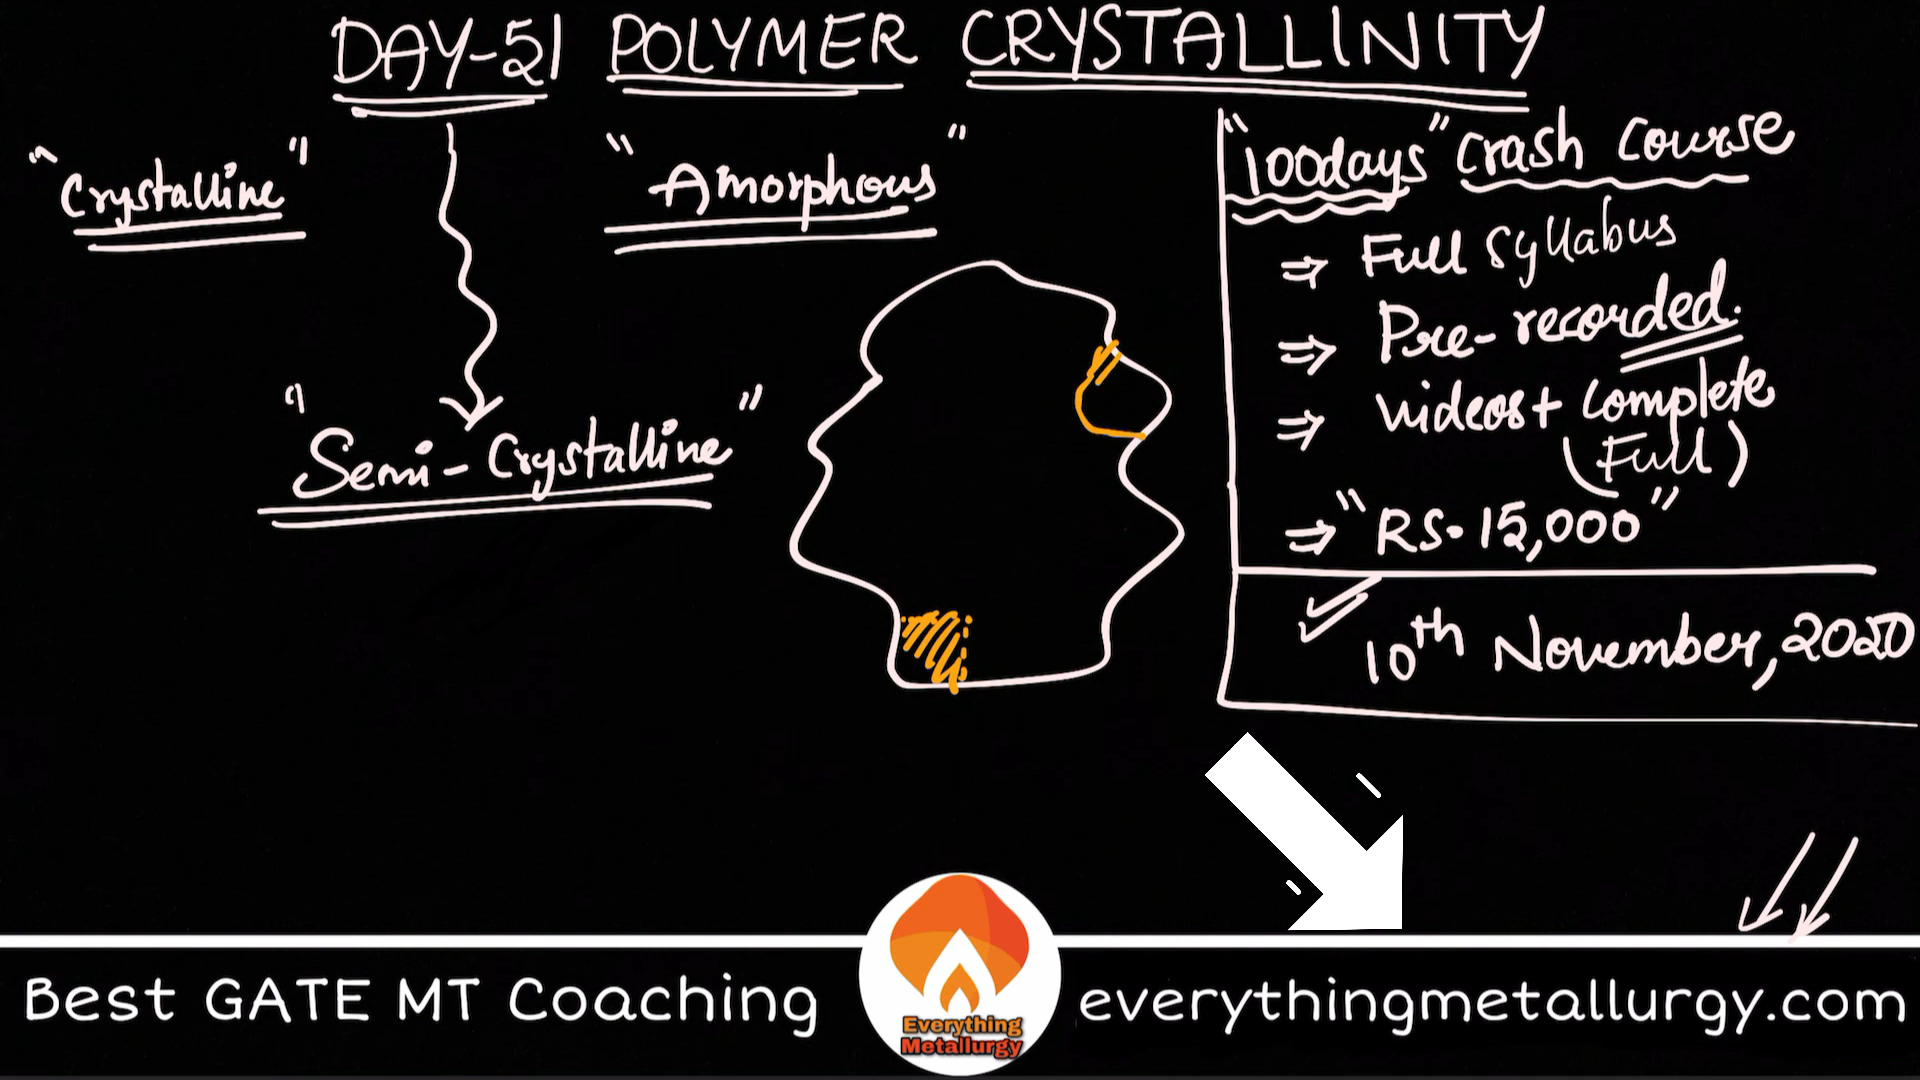 DAY-51 POLYMER CRYSTALLINITY
"Crystalline"
"Amorphous"
"Semi-Crystalline"
"100days" crash course
⇒ Full Syllabus
⇒ Pre-recorded.
⇒ videos + complete
(Full)
⇒ "RS. 15,000"
10th November, 2020
Best GATE MT Coaching
Everything
Metallurgy
everythingmetallurgy.com